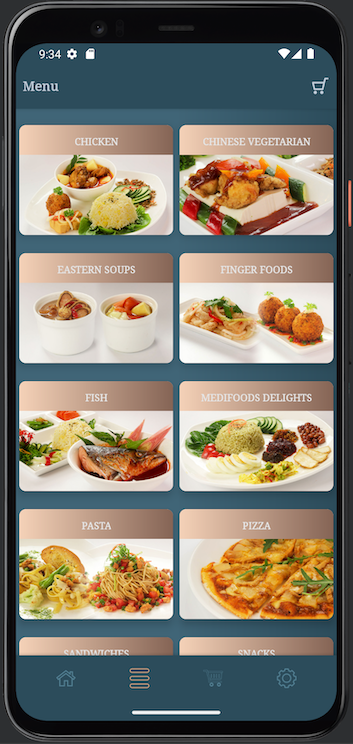 9:34
Menu
CHICKEN
CHINESE VEGETARIAN
EASTERN SOUPS
FINGER FOODS
FISH
MEDIFOODS DELIGHTS
PASTA
PIZZA
SANDWICHES
SNACKS